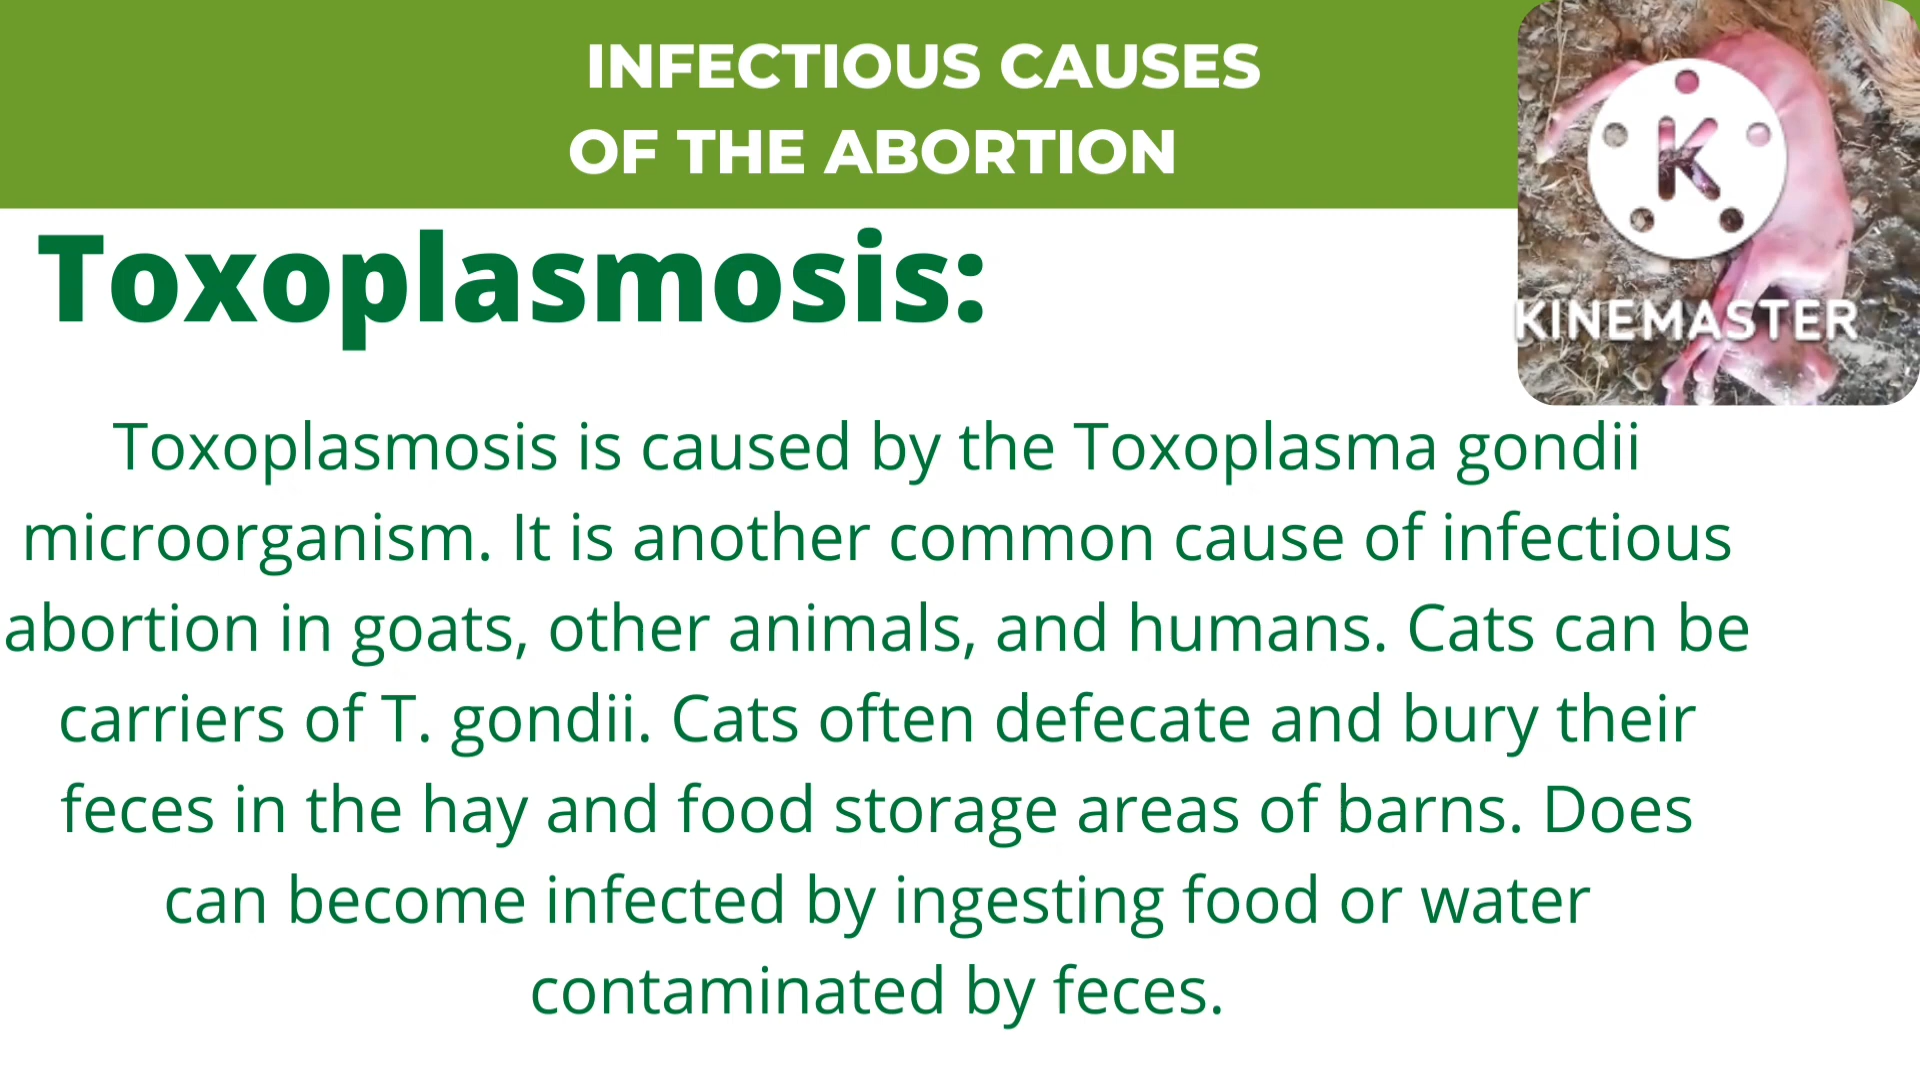 INFECTIOUS CAUSES
OF THE ABORTION
K
KINEMASTER
Toxoplasmosis:
Toxoplasmosis is caused by the Toxoplasma gondii
microorganism. It is another common cause of infectious
abortion in goats, other animals, and humans. Cats can be
carriers of T. gondii. Cats often defecate and bury their
feces in the hay and food storage areas of barns. Does
can become infected by ingesting food or water
contaminated by feces.